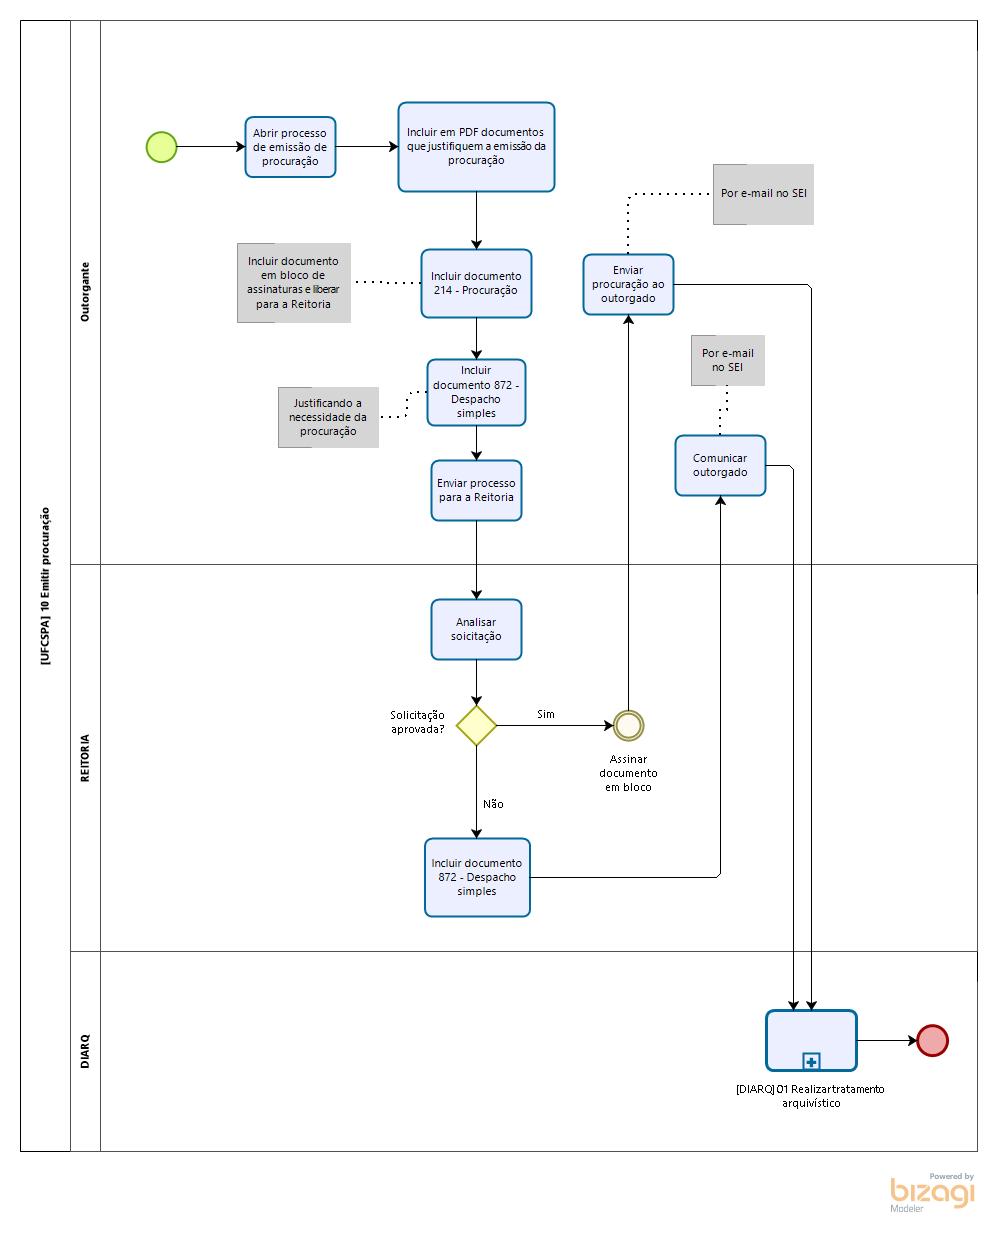 [UFCSPA] 10 Emitir procuração
Outorgante
Abrir processo
de emissão de
procuração
Incluir em PDF documentos
que justifiquem a emissão da
procuração
Por e-mail no SEI
Incluir documento
em bloco de
assinaturas e liberar
para a Reitoria
Incluir documento
214 - Procuração
Enviar
procuração ao
outorgado
Por e-mail
no SEI
Justificando a
necessidade da
procuração
Incluir
documento 872 -
Despacho
simples
Comunicar
outorgado
Enviar processo
para a Reitoria
REITORIA
Analisar
soicitação
Solicitação
aprovada?
Sim
Assinar
documento
em bloco
Não
Incluir documento
872 - Despacho
simples
DIARQ
[DIARQ] 01 Realizar tratamento
arquivístico
Powered by
bizagi
Modeler